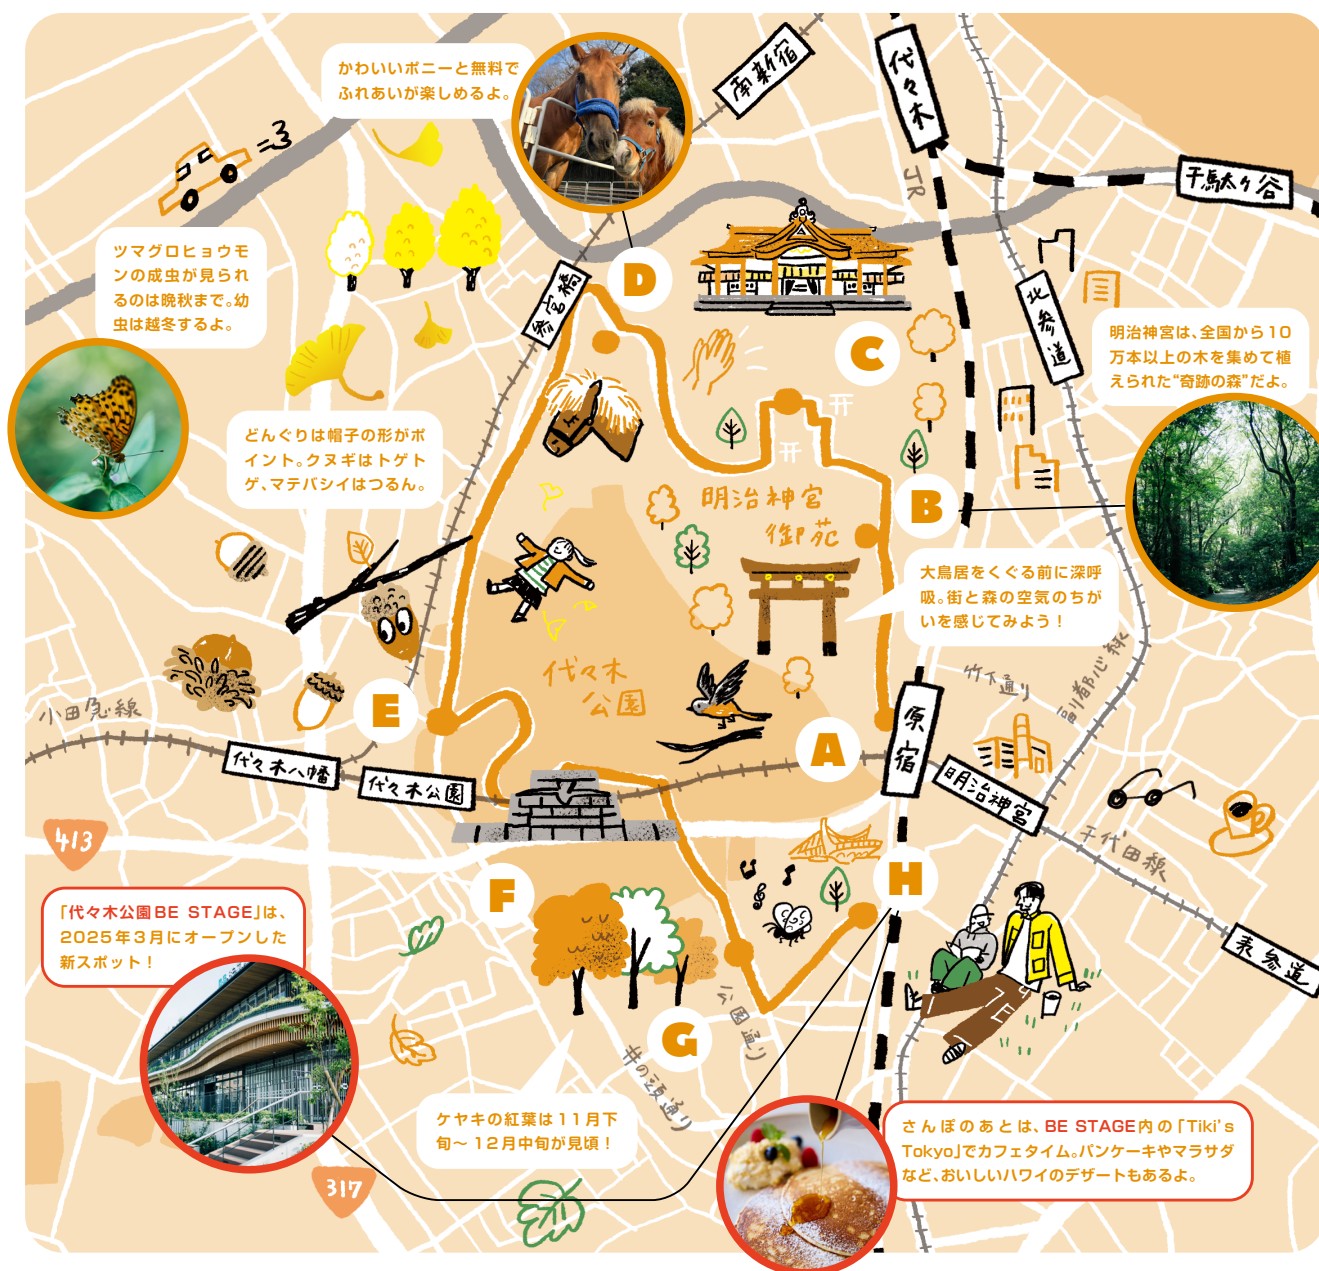 かわいいポニーと無料で
ふれあいが楽しめるよ。
南新宿
代々木
JR
千駄ヶ谷
ツマグロヒョウモ
ンの成虫が見られ
るのは晩秋まで。幼
虫は越冬するよ。
参宮橋
D
C
北参道
明治神宮は、全国から10
万本以上の木を集めて植
えられた“奇跡の森”だよ。
どんぐりは帽子の形がポ
イント。クヌギはトゲト
ゲ、マテバシイはつるん。
明治神宮
御苑
B
大鳥居をくぐる前に深呼
吸。街と森の空気のちが
いを感じてみよう!
代々木
公園
竹下通り
副都心線
小田急線
E
A
原宿
代々木八幡
代々木公園
明治神宮
千代田線
表参道
413
F
H
「代々木公園BE STAGE」は、
2025年3月にオープンした
新スポット!
G
公園通り
井の頭通り
ケヤキの紅葉は11月下
旬〜12月中旬が見頃!
317
さんぽのあとは、BE STAGE内の「Tiki's
Tokyo」でカフェタイム。パンケーキやマラサダ
など、おいしいハワイのデザートもあるよ。